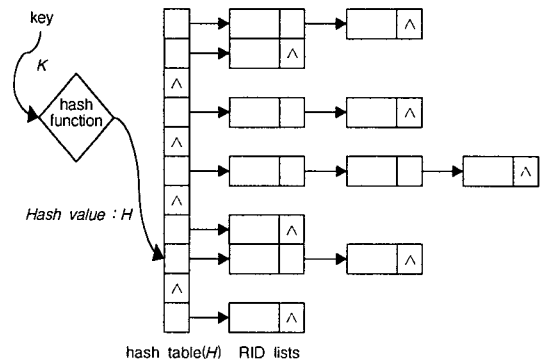 key
K
hash
function
Hash value : H
∧
∧
∧
∧
∧
∧
∧
∧
∧
∧
∧
∧
hash table(H) RID lists